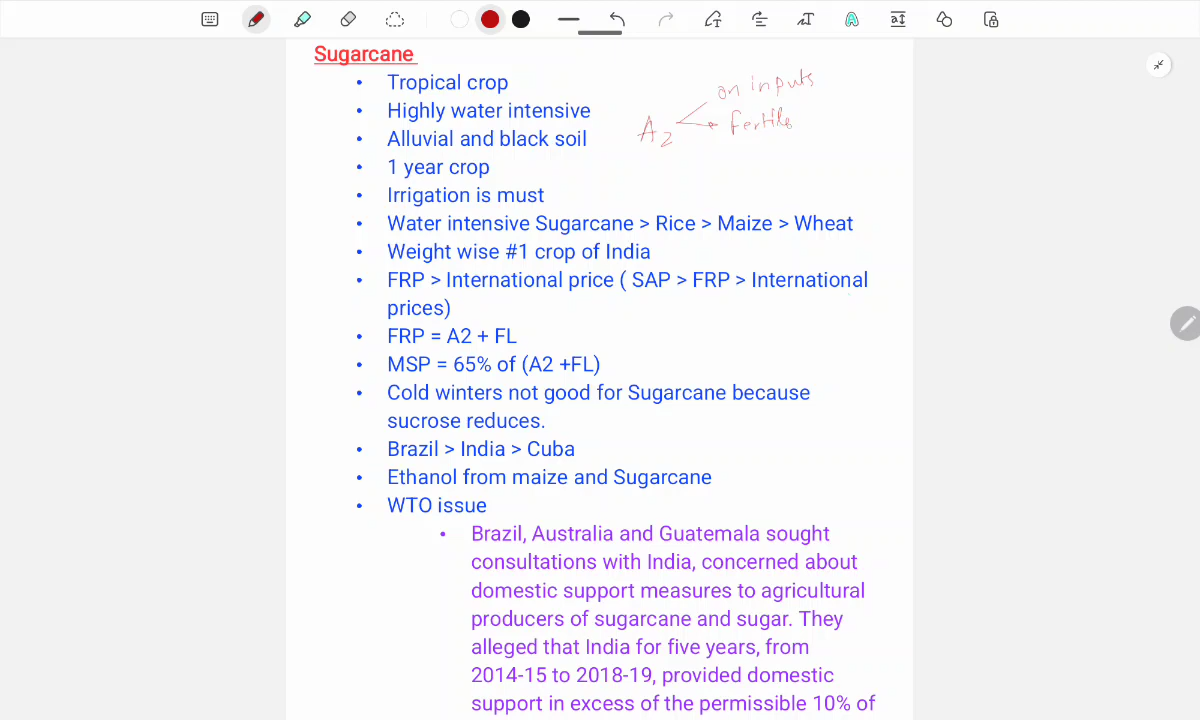 Sugarcane
• Tropical crop
• Highly water intensive
• Alluvial and black soil
• 1 year crop
• Irrigation is must
• Water intensive Sugarcane > Rice > Maize > Wheat
• Weight wise #1 crop of India
• FRP > International price ( SAP > FRP > International
prices)
• FRP = A2 + FL
• MSP = 65% of (A2 +FL)
• Cold winters not good for Sugarcane because
sucrose reduces.
• Brazil > India > Cuba
• Ethanol from maize and Sugarcane
• WTO issue
• Brazil, Australia and Guatemala sought
consultations with India, concerned about
domestic support measures to agricultural
producers of sugarcane and sugar. They
alleged that India for five years, from
2014-15 to 2018-19, provided domestic
support in excess of the permissible 10% of
on inputs
A2